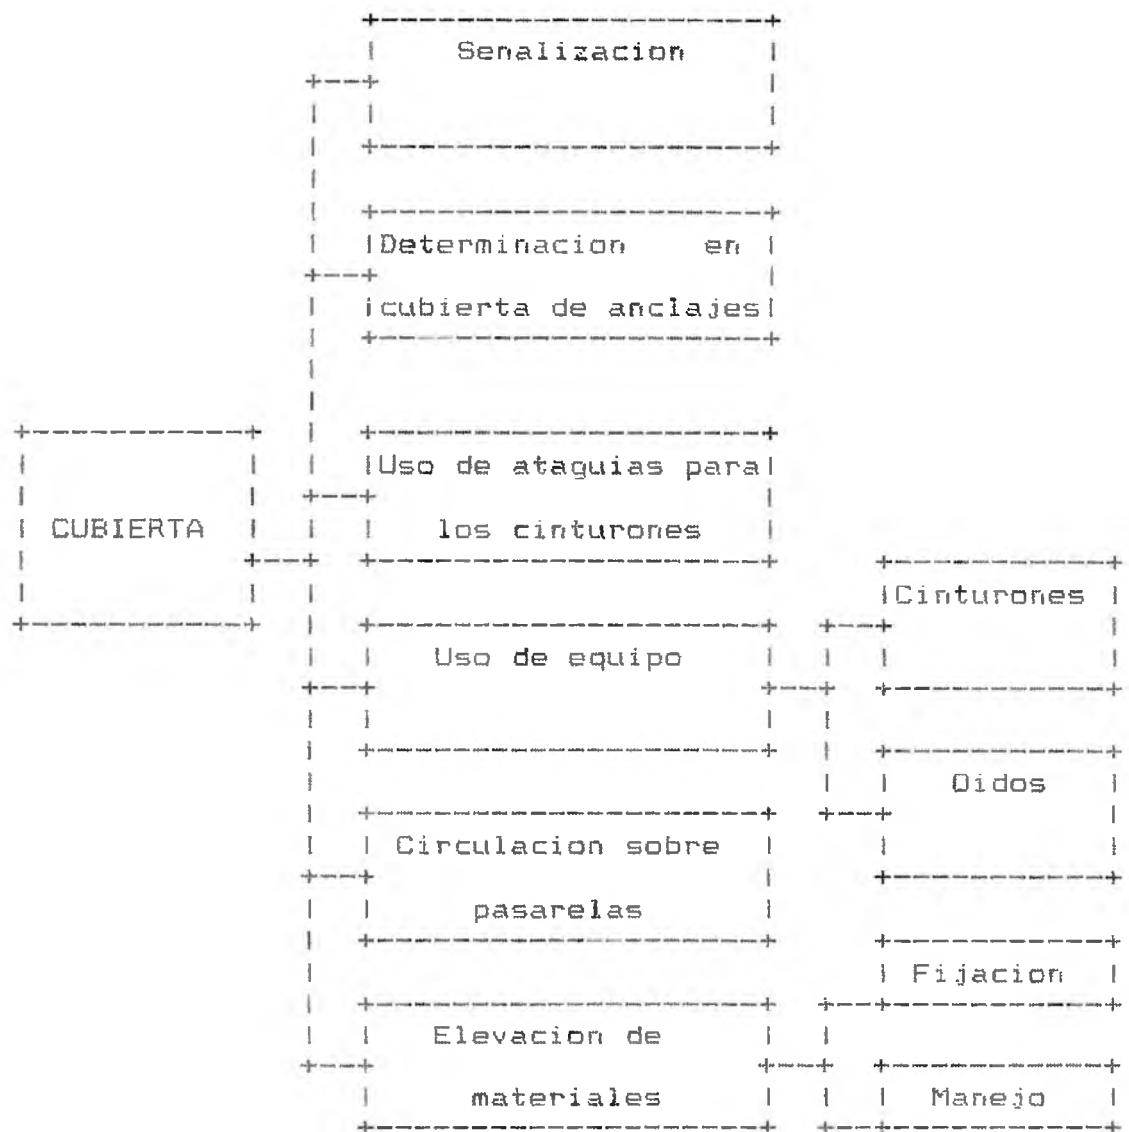 Senalizacion
Determinacion en
cubierta de anclajes
Uso de ataguias para
los cinturones
CUBIERTA
Cinturones
Uso de equipo
Oidos
Circulacion sobre
pasarelas
Fijacion
Elevacion de
materiales
Manejo